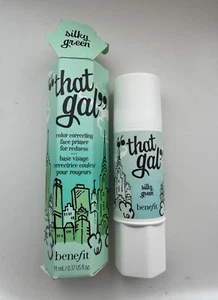 silky
green
"that
gal"
color correcting
face primer
for redness
base visage
correctrice couleur
pour rougeurs
benefit
11 mL / 0.37 US fl. oz.
"that
gal"
silky
green
benefit